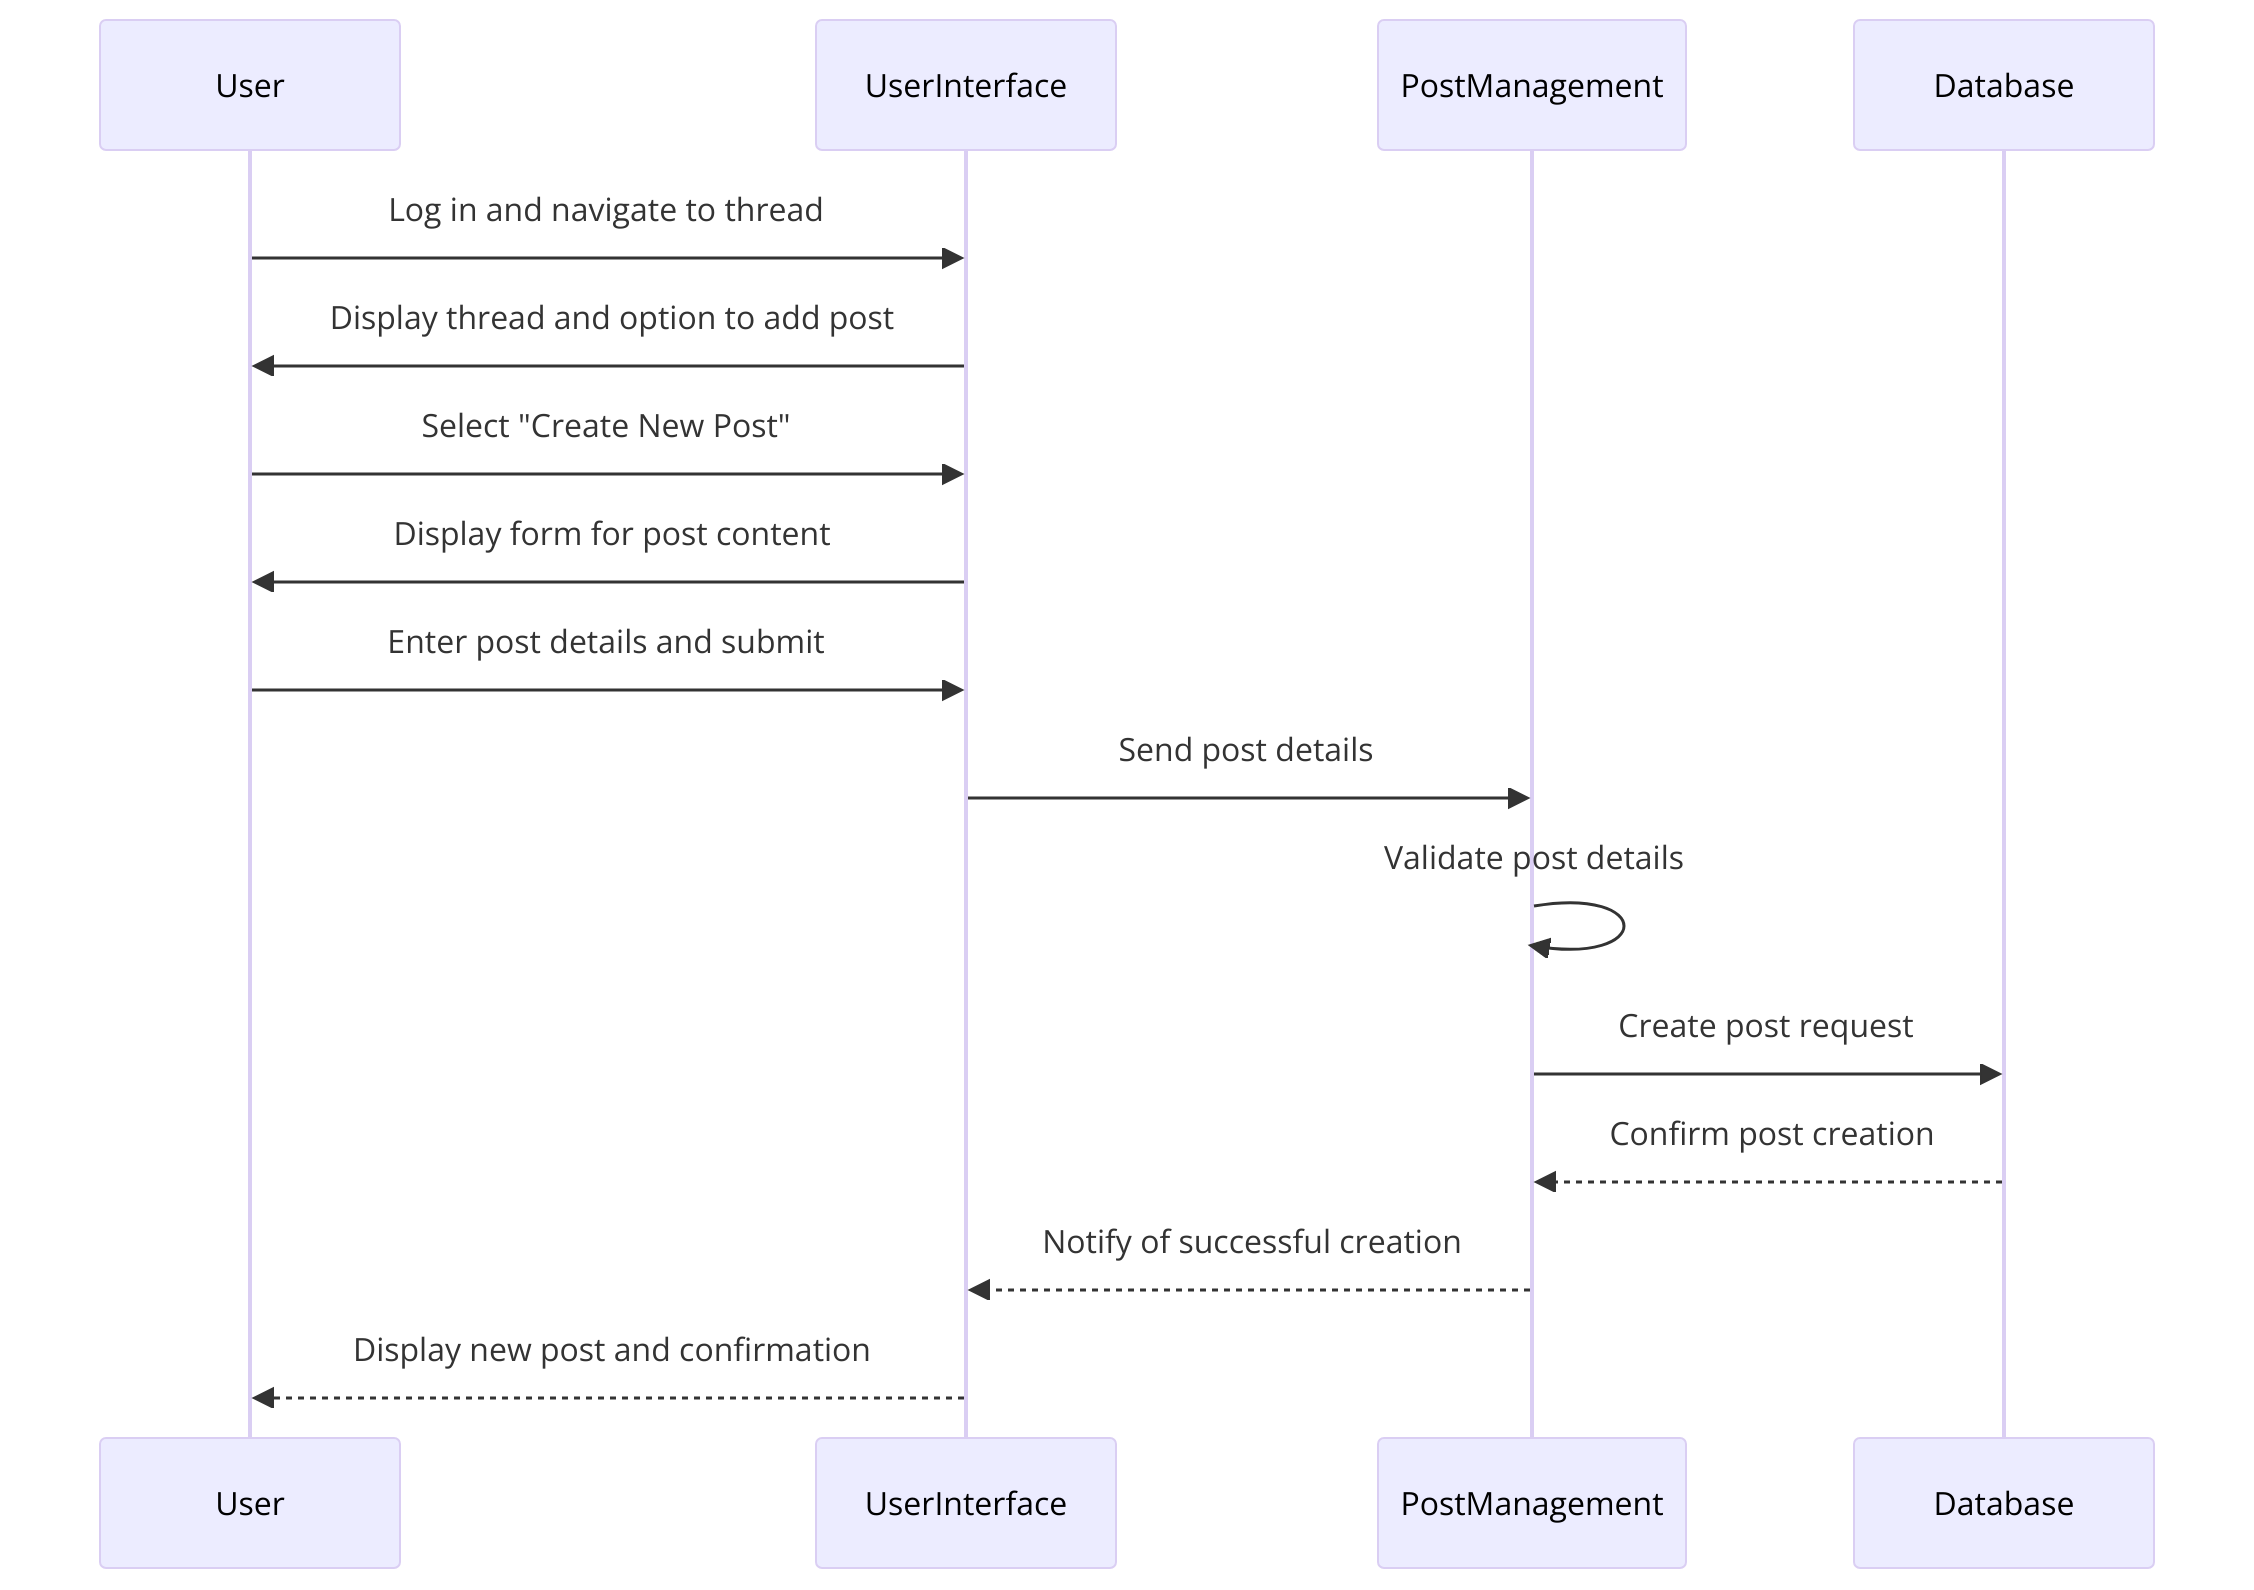 User
UserInterface
PostManagement
Database
Log in and navigate to thread
Display thread and option to add post
Select "Create New Post"
Display form for post content
Enter post details and submit
Send post details
Validate post details
Create post request
Confirm post creation
Notify of successful creation
Display new post and confirmation
User
UserInterface
PostManagement
Database